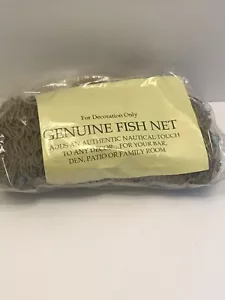 For Decoration Only
GENUINE FISH NET
ADDS AN AUTHENTIC NAUTICAL TOUCH
TO ANY DECOR... FOR YOUR BAR,
DEN, PATIO OR FAMILY ROOM